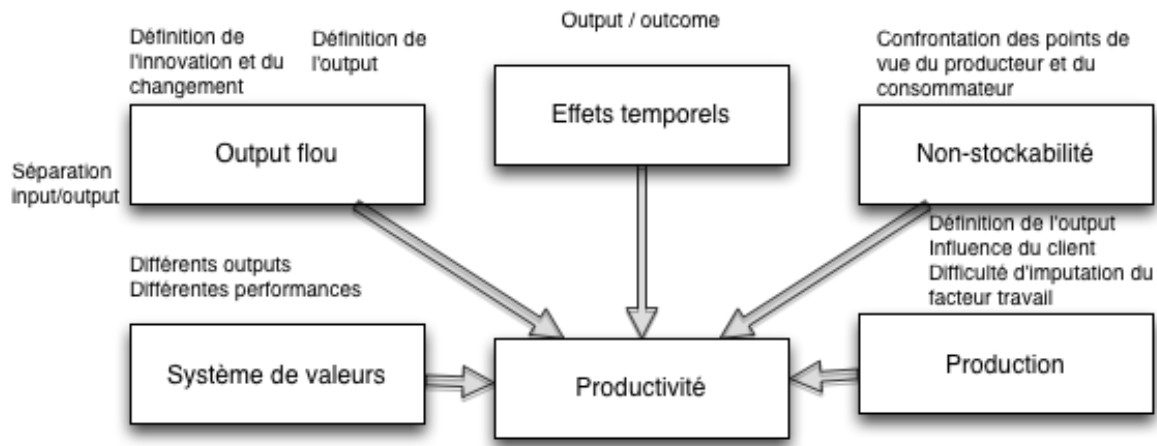 Output / outcome
Définition de
l'innovation et du
changement
Définition de
l'output
Confrontation des points de
vue du producteur et du
consommateur
Output flou
Effets temporels
Non-stockabilité
Séparation
input/output
Différents outputs
Différentes performances
Définition de l'output
Influence du client
Difficulté d'imputation du
facteur travail
Système de valeurs
Productivité
Production